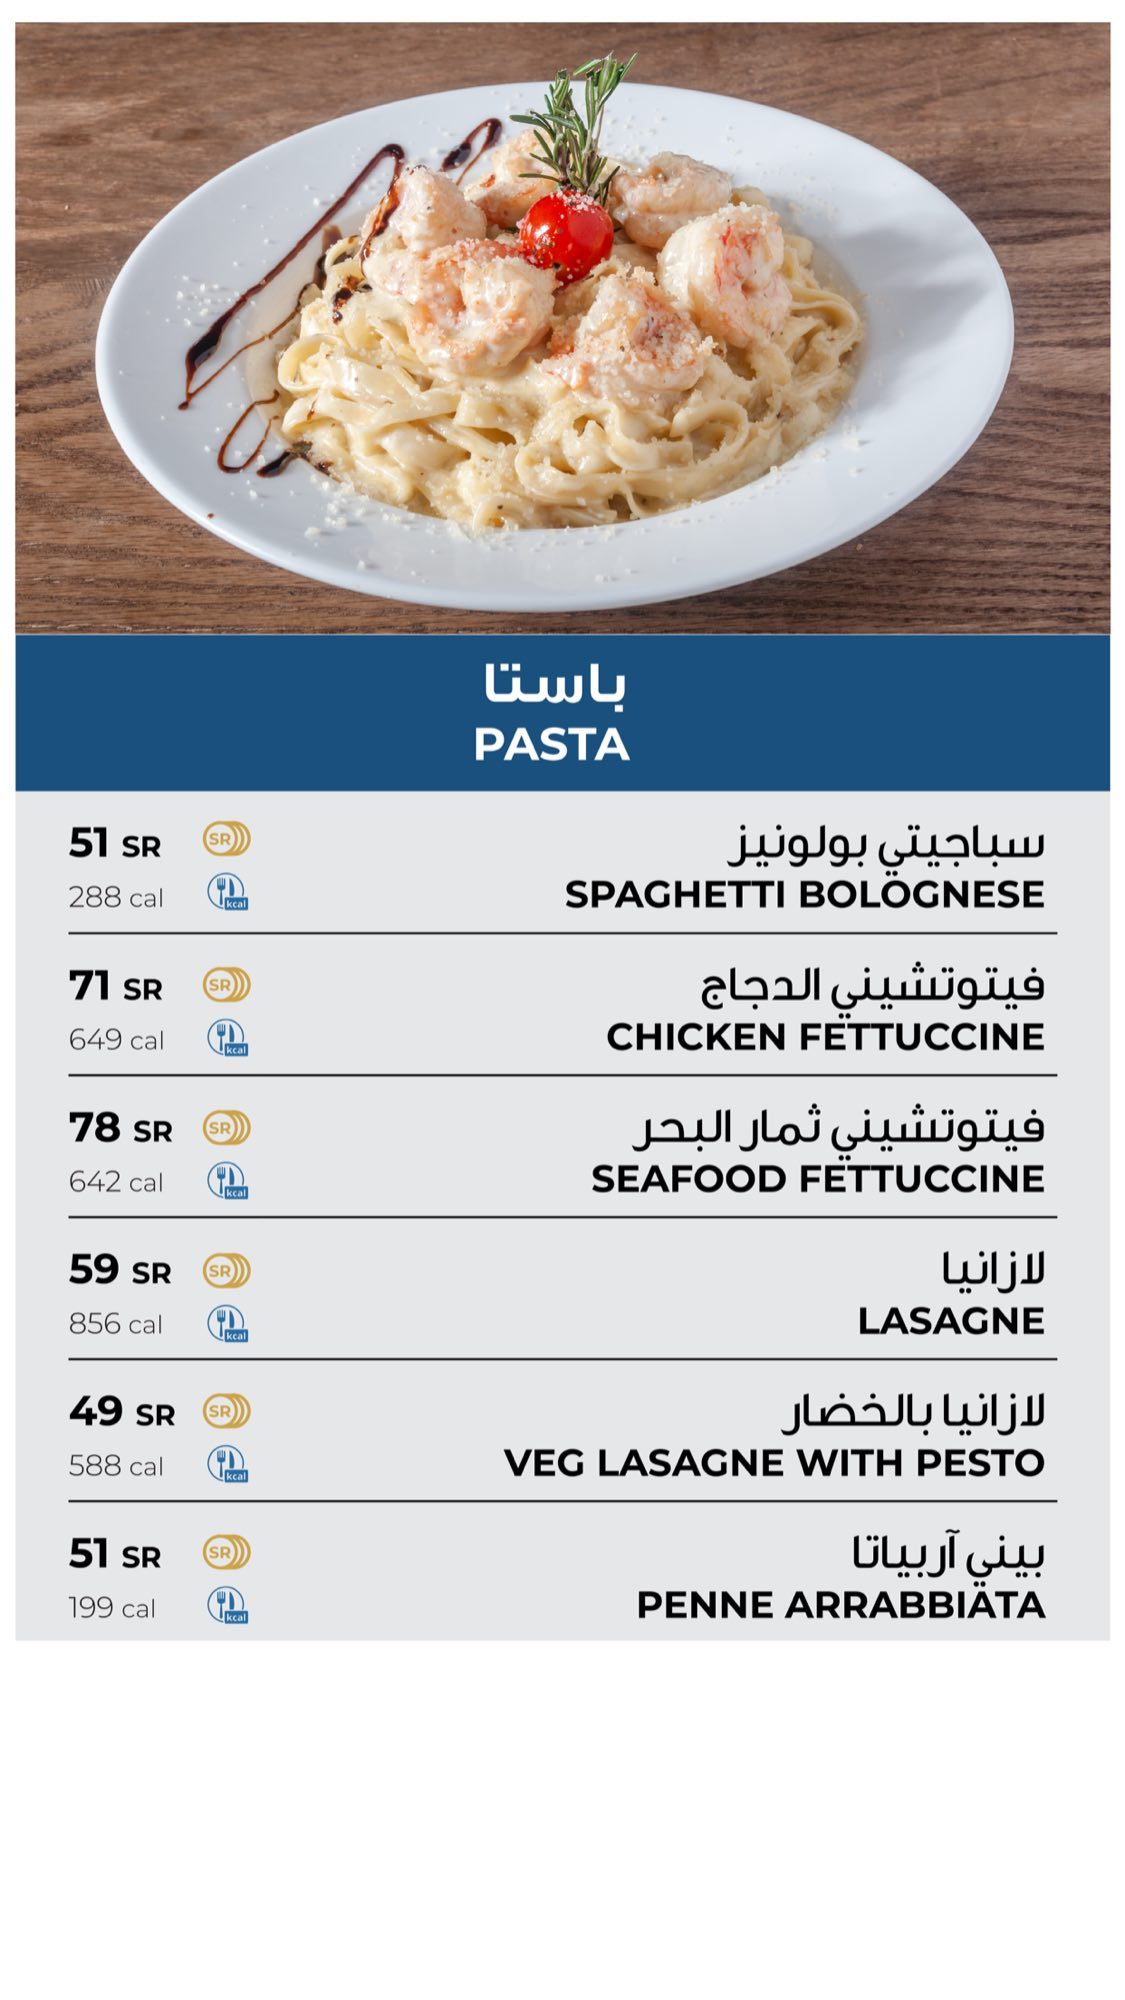 باستا
PASTA
سباجيتي بولونيز
SPAGHETTI BOLOGNESE
51 SR
SR
288 cal
kcal
فيتوتشيني الدجاج
CHICKEN FETTUCCINE
71 SR
SR
649 cal
kcal
فيتوتشيني ثمار البحر
SEAFOOD FETTUCCINE
78 SR
SR
642 cal
kcal
لازانيا
LASAGNE
59 SR
SR
856 cal
kcal
لازانيا بالخضار
VEG LASAGNE WITH PESTO
49 SR
SR
588 cal
kcal
بيني آربياتا
PENNE ARRABBIATA
51 SR
SR
199 cal
kcal